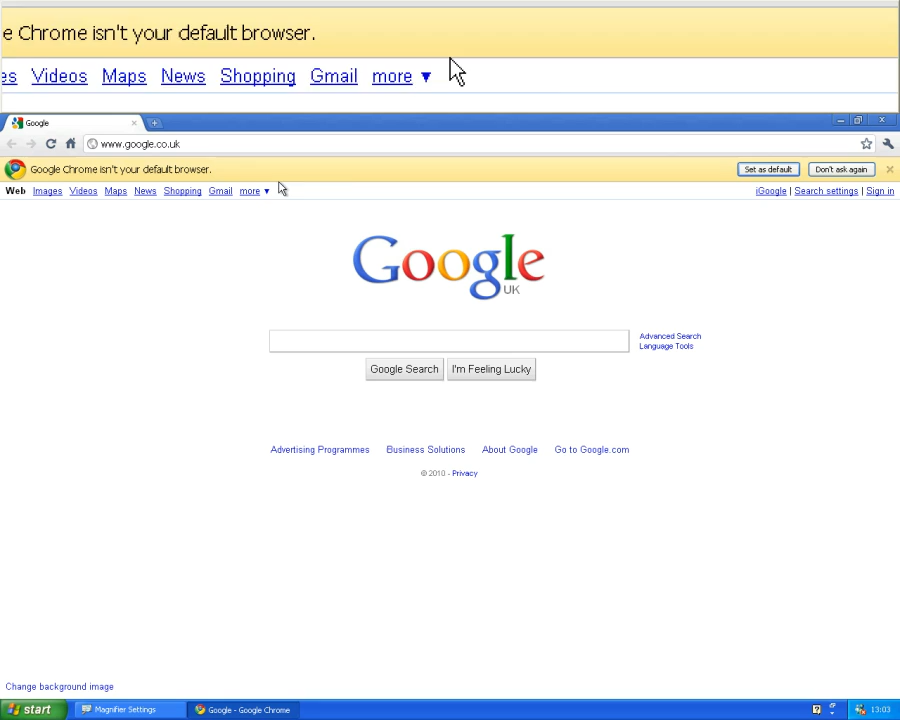 e Chrome isn't your default browser.
es Videos Maps News Shopping Gmail more ▼
Google
www.google.co.uk
Google Chrome isn't your default browser. Set as default Don't ask again
Web Images Videos Maps News Shopping Gmail more ▼ iGoogle | Search settings | Sign in
Google
UK
Advanced Search
Language Tools
Google Search I'm Feeling Lucky
Advertising Programmes Business Solutions About Google Go to Google.com
© 2010 - Privacy
Change background image
start Magnifier Settings Google - Google Chrome 13:03